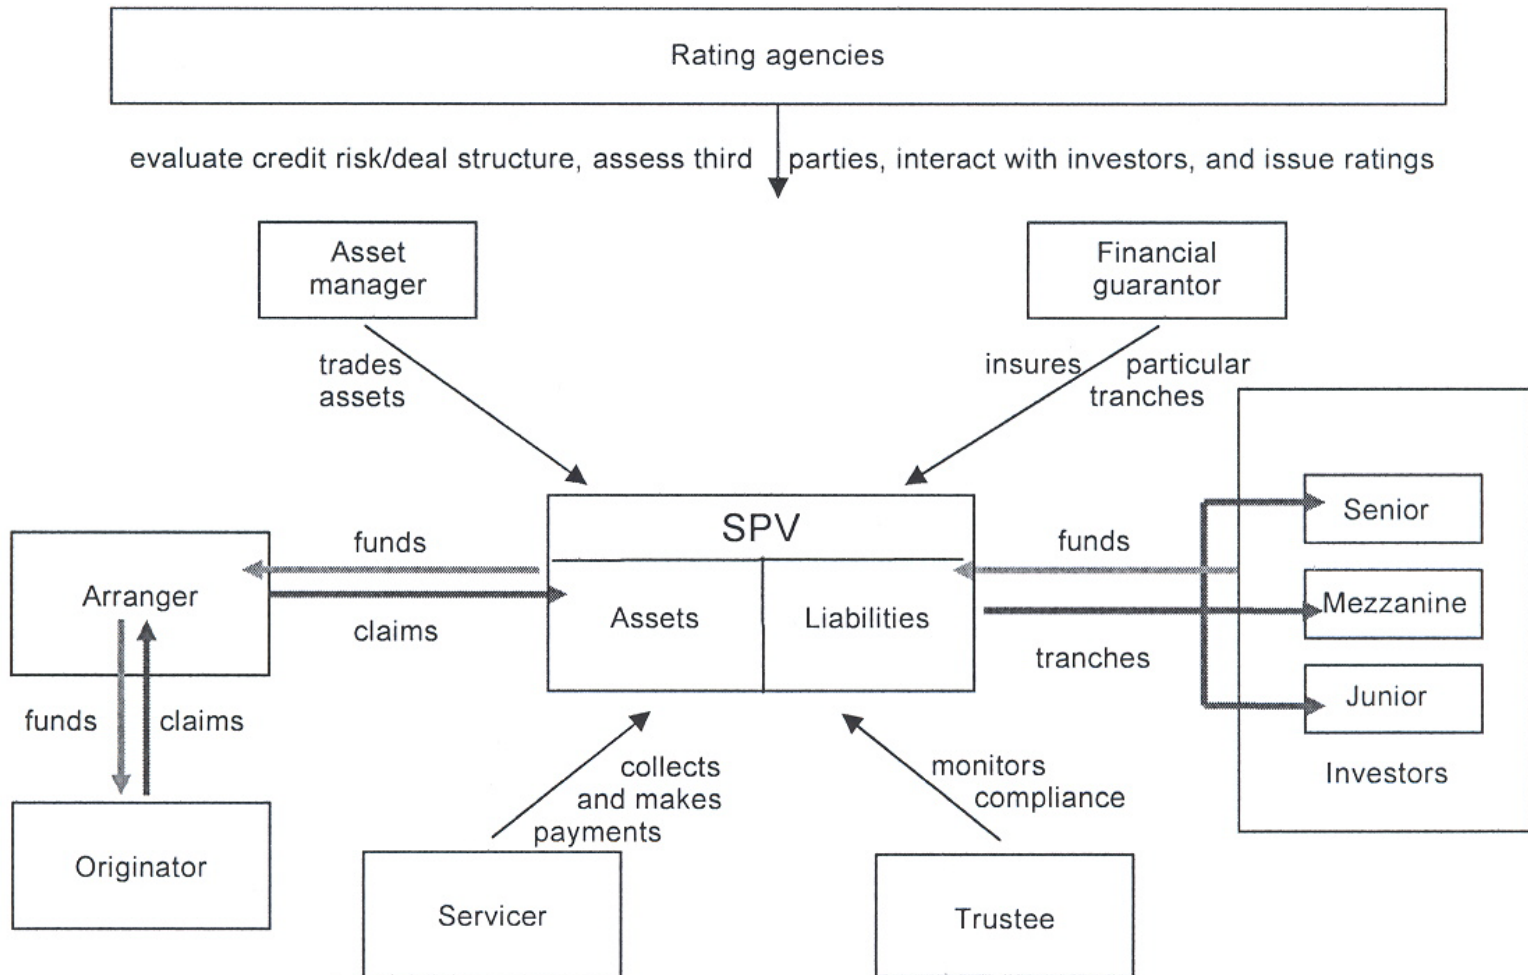 Rating agencies
evaluate credit risk/deal structure, assess third parties, interact with investors, and issue ratings
Asset
manager
Financial
guarantor
trades
assets
insures particular
tranches
SPV
Assets
Liabilities
funds
claims
Arranger
funds
claims
Originator
funds
tranches
Senior
Mezzanine
Junior
Investors
collects
and makes
payments
Servicer
monitors
compliance
Trustee